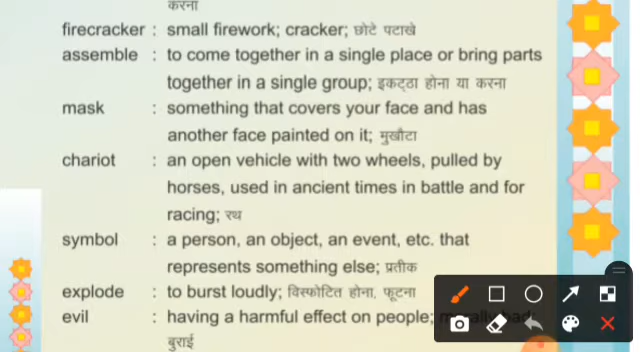 करना
firecracker : small firework; cracker; छोटे पटाखे
assemble : to come together in a single place or bring parts
together in a single group; इकट्ठा होना या करना
mask : something that covers your face and has
another face painted on it; मुखौटा
chariot : an open vehicle with two wheels, pulled by
horses, used in ancient times in battle and for
racing; रथ
symbol : a person, an object, an event, etc. that
represents something else; प्रतीक
explode : to burst loudly; विस्फोटित होना, फूटना
evil : having a harmful effect on people; morally bad;
बुराई